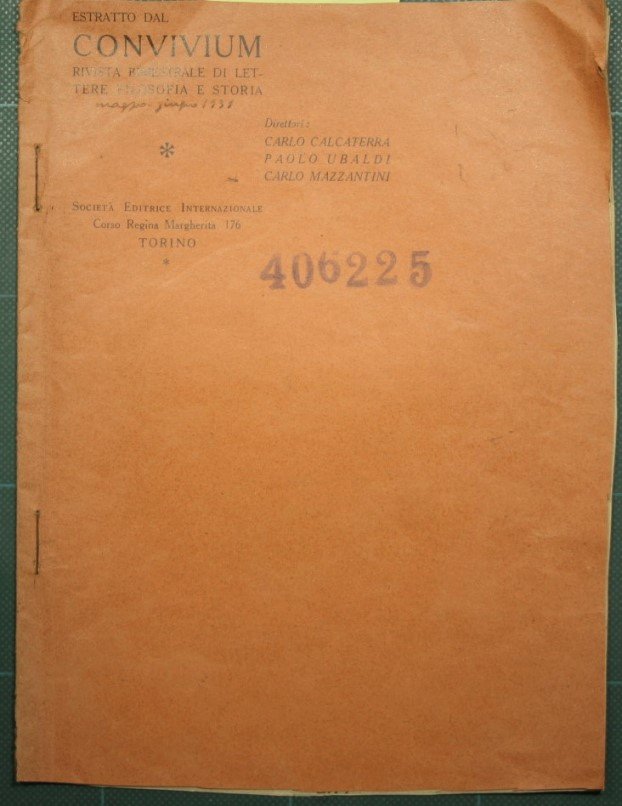 ESTRATTO DAL
CONVIVIUM
RIVISTA BIMESTRALE DI LET-
TERE FILOSOFIA E STORIA
maggio-giugno 1931
*
Direttori:
CARLO CALCATERRA
PAOLO UBALDI
CARLO MAZZANTINI
SOCIETÀ EDITRICE INTERNAZIONALE
Corso Regina Margherita 176
TORINO
*
406225